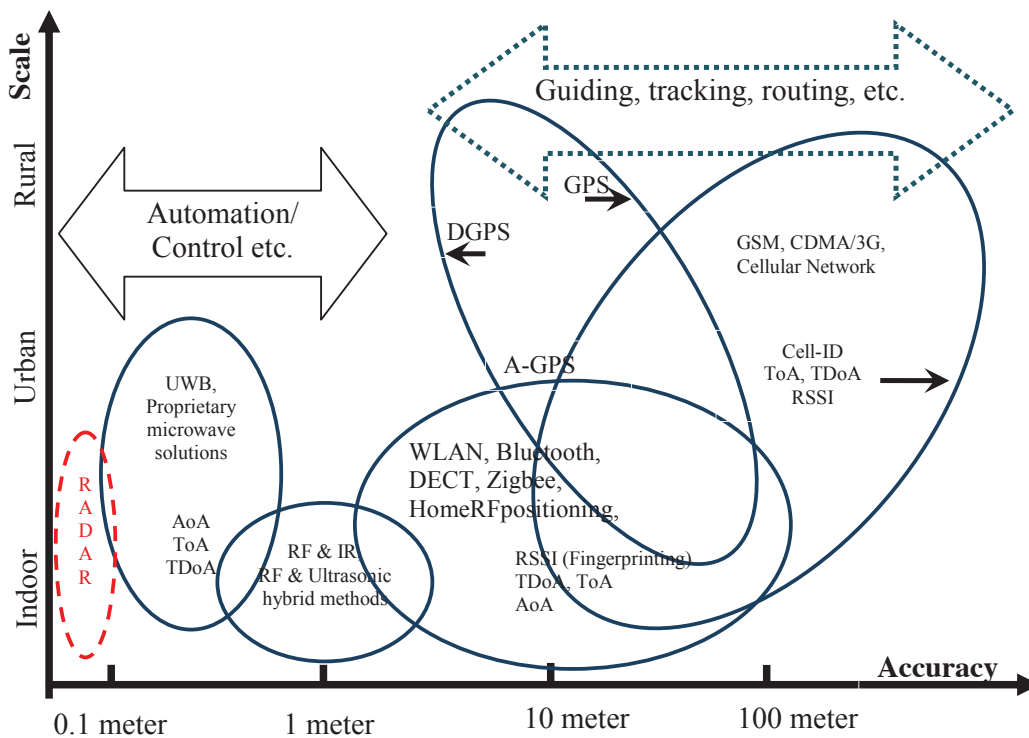 Scale
Rural
Urban
Indoor
Guiding, tracking, routing, etc.
Automation/
Control etc.
GPS
DGPS
GSM, CDMA/3G,
Cellular Network
A-GPS
Cell-ID
ToA, TDoA
RSSI
UWB,
Proprietary
microwave
solutions
AoA
ToA
TDoA
R
A
D
A
R
WLAN, Bluetooth,
DECT, Zigbee,
HomeRFpositioning,
RF & IR
RF & Ultrasonic
hybrid methods
RSSI (Fingerprinting)
TDoA, ToA
AoA
Accuracy
0.1 meter
1 meter
10 meter
100 meter